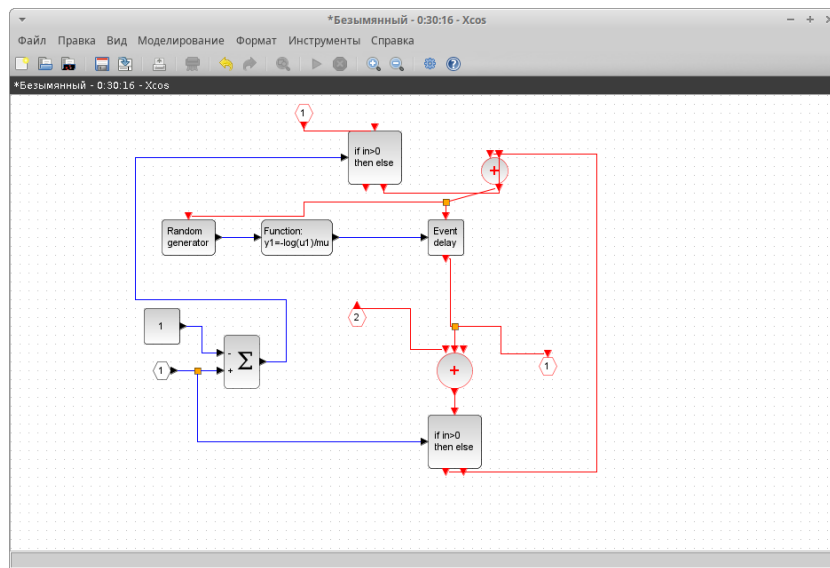 *Безымянный - 0:30:16 - Xcos
Файл Правка Вид Моделирование Формат Инструменты Справка
*Безымянный - 0:30:16 - Xcos
1
if in>0
then else
+
Random
generator
Function:
y1=-log(u1)/mu
Event
delay
1
2
-
+
Σ
1
+
1
if in>0
then else